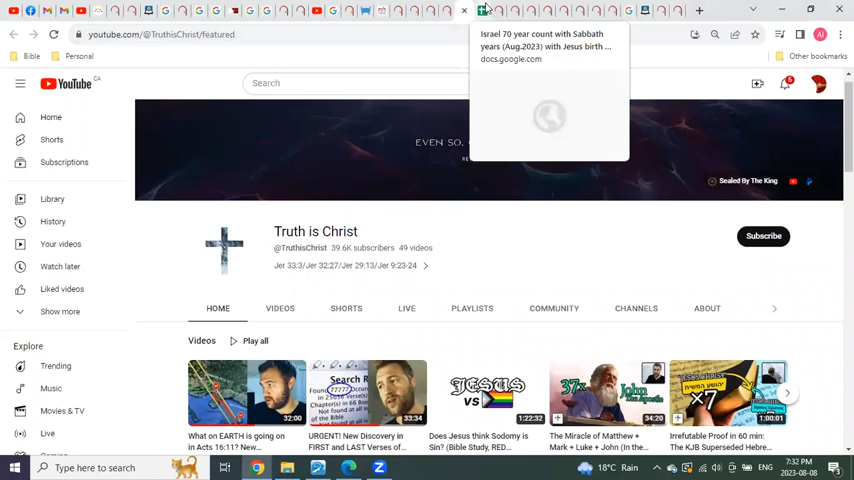 youtube.com/@TruthisChrist/featured
Bible
Personal
Other bookmarks
Israel 70 year count with Sabbath
years (Aug.2023) with Jesus birth ...
docs.google.com
YouTube CA
Search
5
AI
Home
Shorts
Subscriptions
Library
History
Your videos
Watch later
Liked videos
Show more
Explore
Trending
Music
Movies & TV
Live
EVEN SO,
Sealed By The King
Truth is Christ
@TruthisChrist 39.6K subscribers 49 videos
Jer 33:3/Jer 32:27/Jer 29:13/Jer 9:23-24
Subscribe
HOME VIDEOS SHORTS LIVE PLAYLISTS COMMUNITY CHANNELS ABOUT
Videos Play all
32:00
Search R
77777
33:34
JESUS
VS
1:22:32
37x
John
34:20
x7
1:00:01
What on EARTH is going on
in Acts 16:11? New...
URGENT! New Discovery in
FIRST and LAST Verses of...
Does Jesus think Sodomy is
Sin? (Bible Study, RED...
The Miracle of Matthew +
Mark + Luke + John (In the...
Irrefutable Proof in 60 min:
The KJB Superseded Hebre...
Type here to search
18°C Rain
ENG
7:32 PM
2023-08-08
3